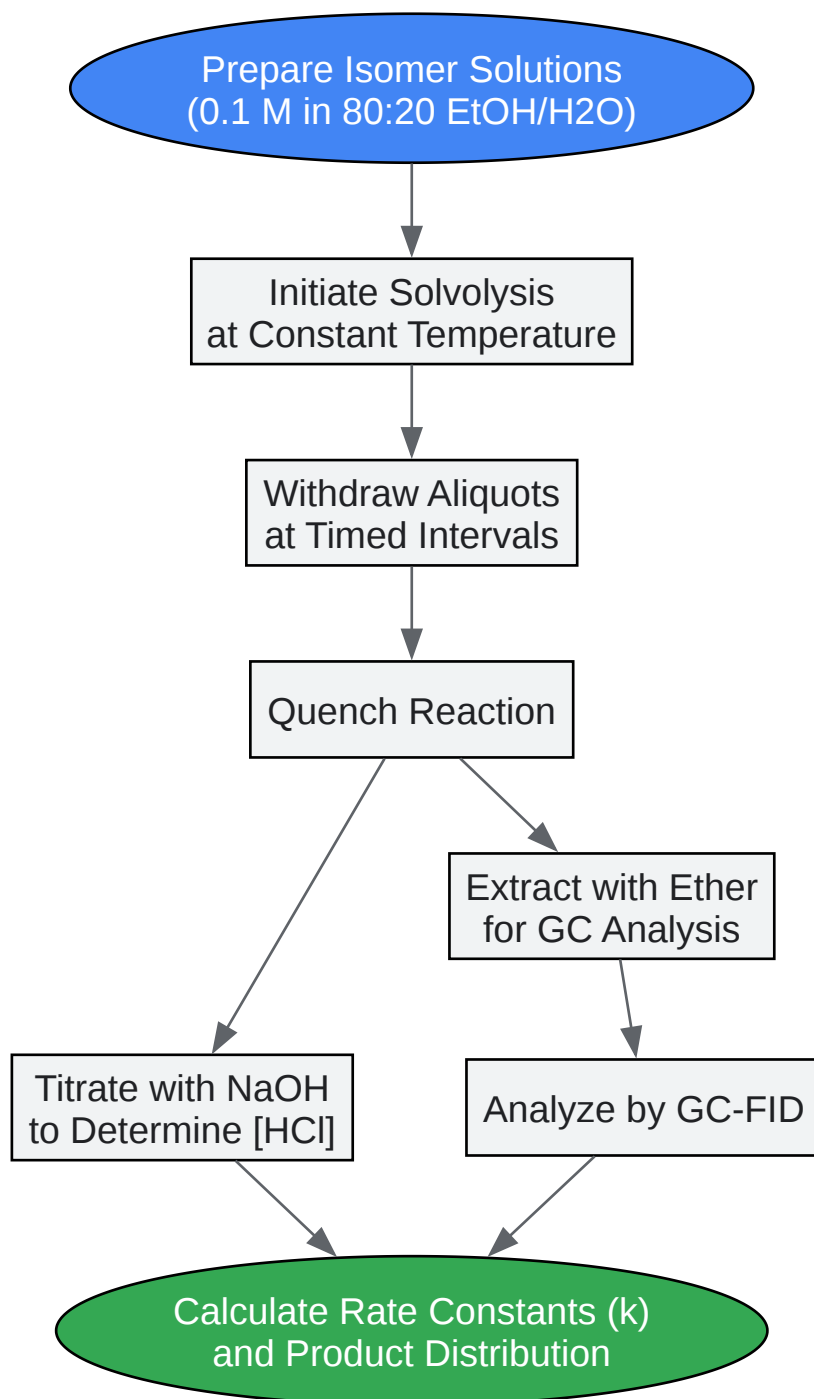 Prepare Isomer Solutions
(0.1 M in 80:20 EtOH/H2O)
Initiate Solvolysis
at Constant Temperature
Withdraw Aliquots
at Timed Intervals
Quench Reaction
Extract with Ether
for GC Analysis
Titrate with NaOH
to Determine [HCl]
Analyze by GC-FID
Calculate Rate Constants (k)
and Product Distribution